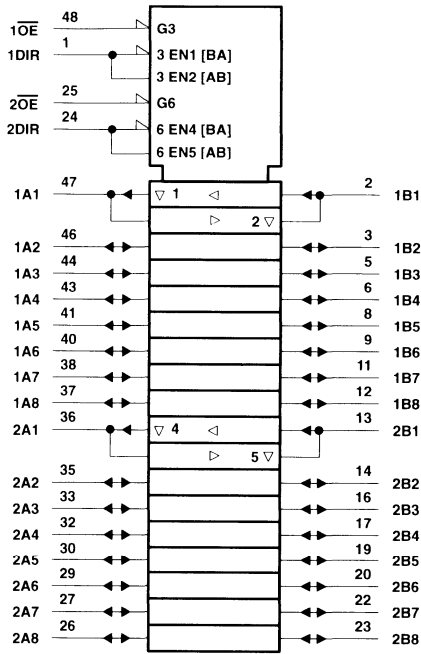 48
1OE
G3
1
1DIR
3 EN1 [BA]
3 EN2 [AB]
25
2OE
G6
24
2DIR
6 EN4 [BA]
6 EN5 [AB]
47 2
1A1 1 1B1
2
46 3
1A2 1B2
44 5
1A3 1B3
43 6
1A4 1B4
41 8
1A5 1B5
40 9
1A6 1B6
38 11
1A7 1B7
37 12
1A8 1B8
36 13
2A1 4 2B1
5
35 14
2A2 2B2
33 16
2A3 2B3
32 17
2A4 2B4
30 19
2A5 2B5
29 20
2A6 2B6
27 22
2A7 2B7
26 23
2A8 2B8